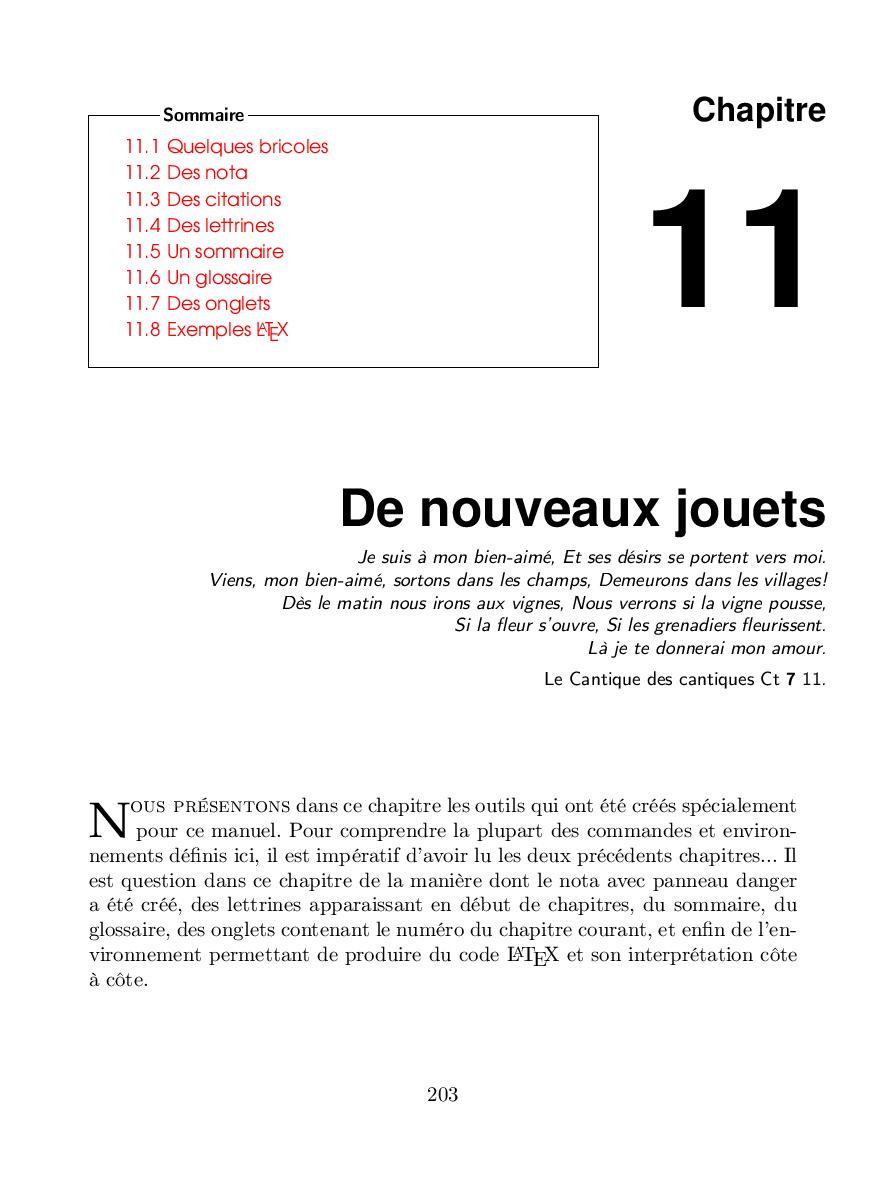 Sommaire
11.1 Quelques bricoles
11.2 Des nota
11.3 Des citations
11.4 Des lettrines
11.5 Un sommaire
11.6 Un glossaire
11.7 Des onglets
11.8 Exemples LATEX
Chapitre
11
De nouveaux jouets
Je suis à mon bien-aimé, Et ses désirs se portent vers moi.
Viens, mon bien-aimé, sortons dans les champs, Demeurons dans les villages!
Dès le matin nous irons aux vignes, Nous verrons si la vigne pousse,
Si la fleur s'ouvre, Si les grenadiers fleurissent.
Là je te donnerai mon amour.
Le Cantique des cantiques Ct 7 11.
NOUS PRÉSENTONS dans ce chapitre les outils qui ont été créés spécialement
pour ce manuel. Pour comprendre la plupart des commandes et environ-
nements définis ici, il est impératif d'avoir lu les deux précédents chapitres... Il
est question dans ce chapitre de la manière dont le nota avec panneau danger
a été créé, des lettrines apparaissant en début de chapitres, du sommaire, du
glossaire, des onglets contenant le numéro du chapitre courant, et enfin de l'en-
vironnement permettant de produire du code LATEX et son interprétation côte
à côte.
203